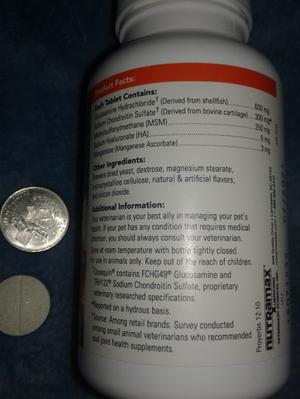 Product Facts:
Each Tablet Contains:
Glucosamine Hydrochloride† (Derived from shellfish) 600 mg
Sodium Chondroitin Sulfate† (Derived from bovine cartilage) 300 mg*
Methylsulfonylmethane (MSM) 250 mg
Sodium Hyaluronate (HA) 6 mg
Manganese (Manganese Ascorbate) 3 mg
Other Ingredients:
Brewers dried yeast, dextrose, magnesium stearate,
microcrystalline cellulose, natural & artificial flavors,
and silicon dioxide.
Additional Information:
Your veterinarian is your best ally in managing your pet's
health. If your pet has any condition that requires medical
attention, you should always consult your veterinarian.
Store at room temperature with bottle tightly closed.
For use in animals only. Keep out of the reach of children.
†Cosequin® contains FCHG49® Glucosamine and
TRH122® Sodium Chondroitin Sulfate, proprietary
veterinary researched specifications.
*Reported on a hydrous basis.
Source: Among retail brands. Survey conducted
among small animal veterinarians who recommended
oral joint health supplements.
Proverbs 12:10
NUTRAMAX